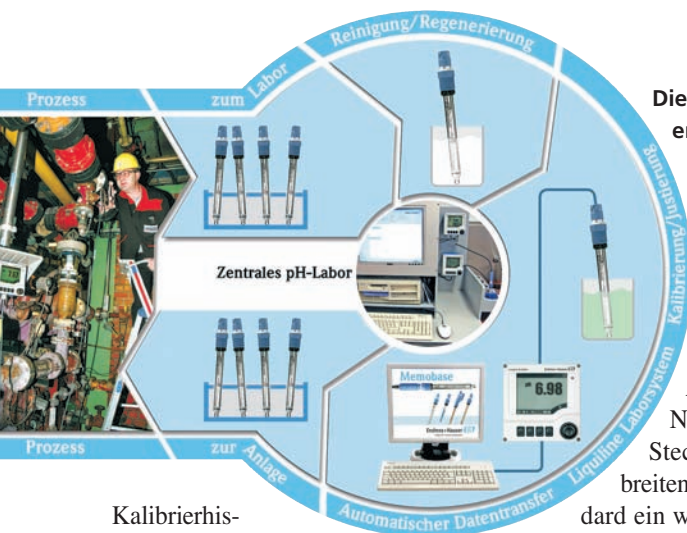 Reinigung/Regenerierung
Prozess
zum Labor
Die
Kalibrierung/Justierung
Zentrales pH-Labor
Memobase
6.98
Liquiline Laborsystem
Stec
breiten
Prozess
zur Anlage
Automatischer Datentransfer
Kalibrierhis-
dard ein w